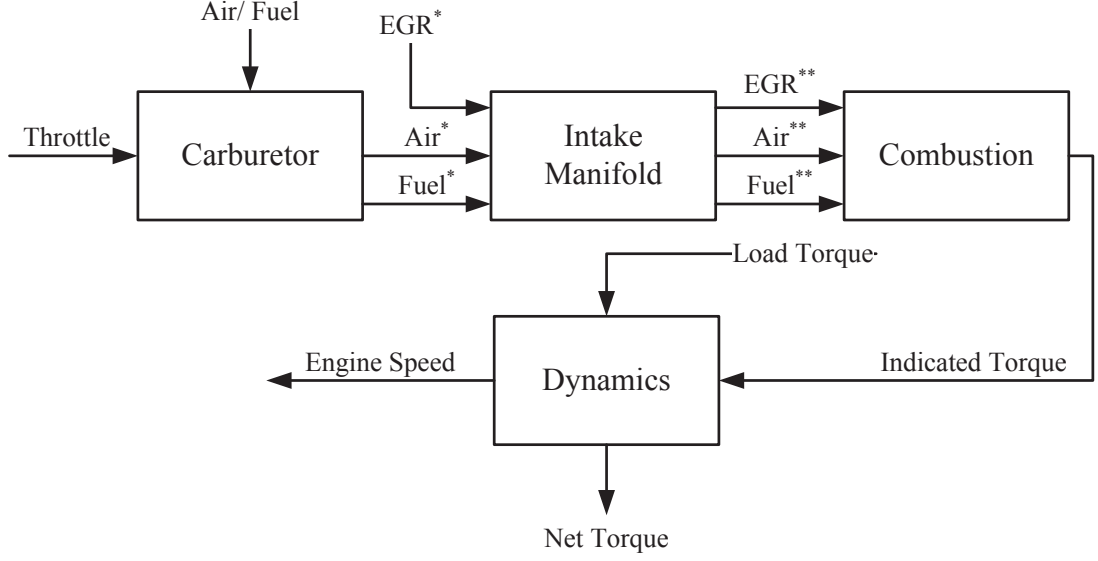 Air/ Fuel
EGR*
Throttle
Carburetor
Air*
Fuel*
Intake
Manifold
EGR**
Air**
Fuel**
Combustion
Load Torque
Engine Speed
Dynamics
Indicated Torque
Net Torque